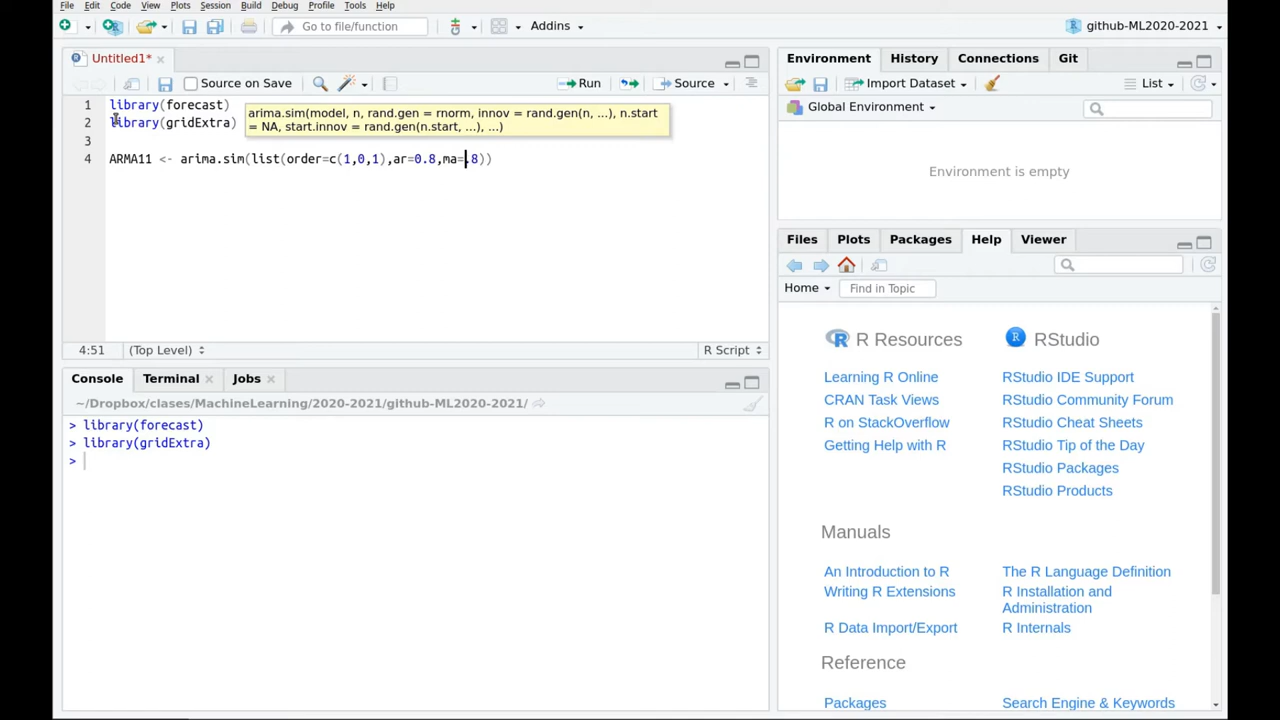 File Edit Code View Plots Session Build Debug Profile Tools Help
Go to file/function Addins github-ML2020-2021
Untitled1*
Source on Save Run Source
1 library(forecast)
2 library(gridExtra)
3
4 ARMA11 <- arima.sim(list(order=c(1,0,1),ar=0.8,ma=.8))
arima.sim(model, n, rand.gen = rnorm, innov = rand.gen(n, ...), n.start
= NA, start.innov = rand.gen(n.start, ...), ...)
4:51 (Top Level) R Script
Console Terminal Jobs
~/Dropbox/clases/MachineLearning/2020-2021/github-ML2020-2021/
> library(forecast)
> library(gridExtra)
>
Environment History Connections Git
Import Dataset List
Global Environment
Environment is empty
Files Plots Packages Help Viewer
Home Find in Topic
R Resources
Learning R Online
CRAN Task Views
R on StackOverflow
Getting Help with R
RStudio
RStudio IDE Support
RStudio Community Forum
RStudio Cheat Sheets
RStudio Tip of the Day
RStudio Packages
RStudio Products
Manuals
An Introduction to R
Writing R Extensions
R Data Import/Export
The R Language Definition
R Installation and
Administration
R Internals
Reference
Packages
Search Engine & Keywords